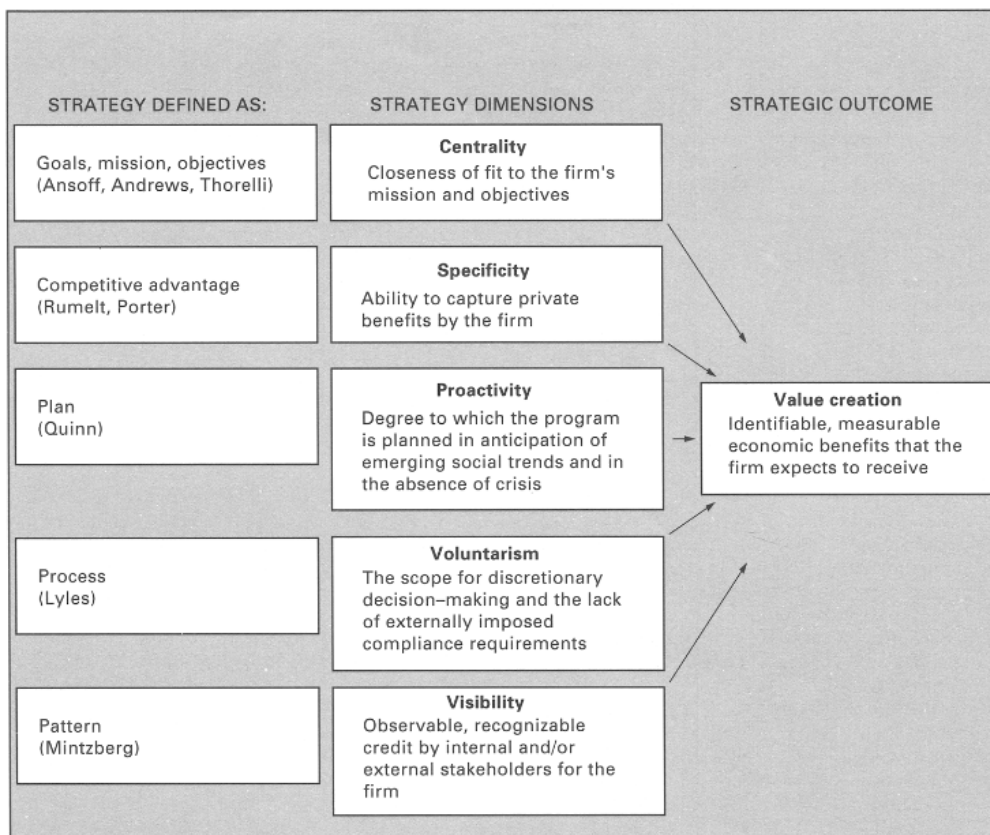 STRATEGY DEFINED AS:
STRATEGY DIMENSIONS
STRATEGIC OUTCOME
Goals, mission, objectives
(Ansoff, Andrews, Thorelli)
Centrality
Closeness of fit to the firm's
mission and objectives
Competitive advantage
(Rumelt, Porter)
Specificity
Ability to capture private
benefits by the firm
Plan
(Quinn)
Proactivity
Degree to which the program
is planned in anticipation of
emerging social trends and in
the absence of crisis
Value creation
Identifiable, measurable
economic benefits that the
firm expects to receive
Process
(Lyles)
Voluntarism
The scope for discretionary
decision–making and the lack
of externally imposed
compliance requirements
Pattern
(Mintzberg)
Visibility
Observable, recognizable
credit by internal and/or
external stakeholders for the
firm